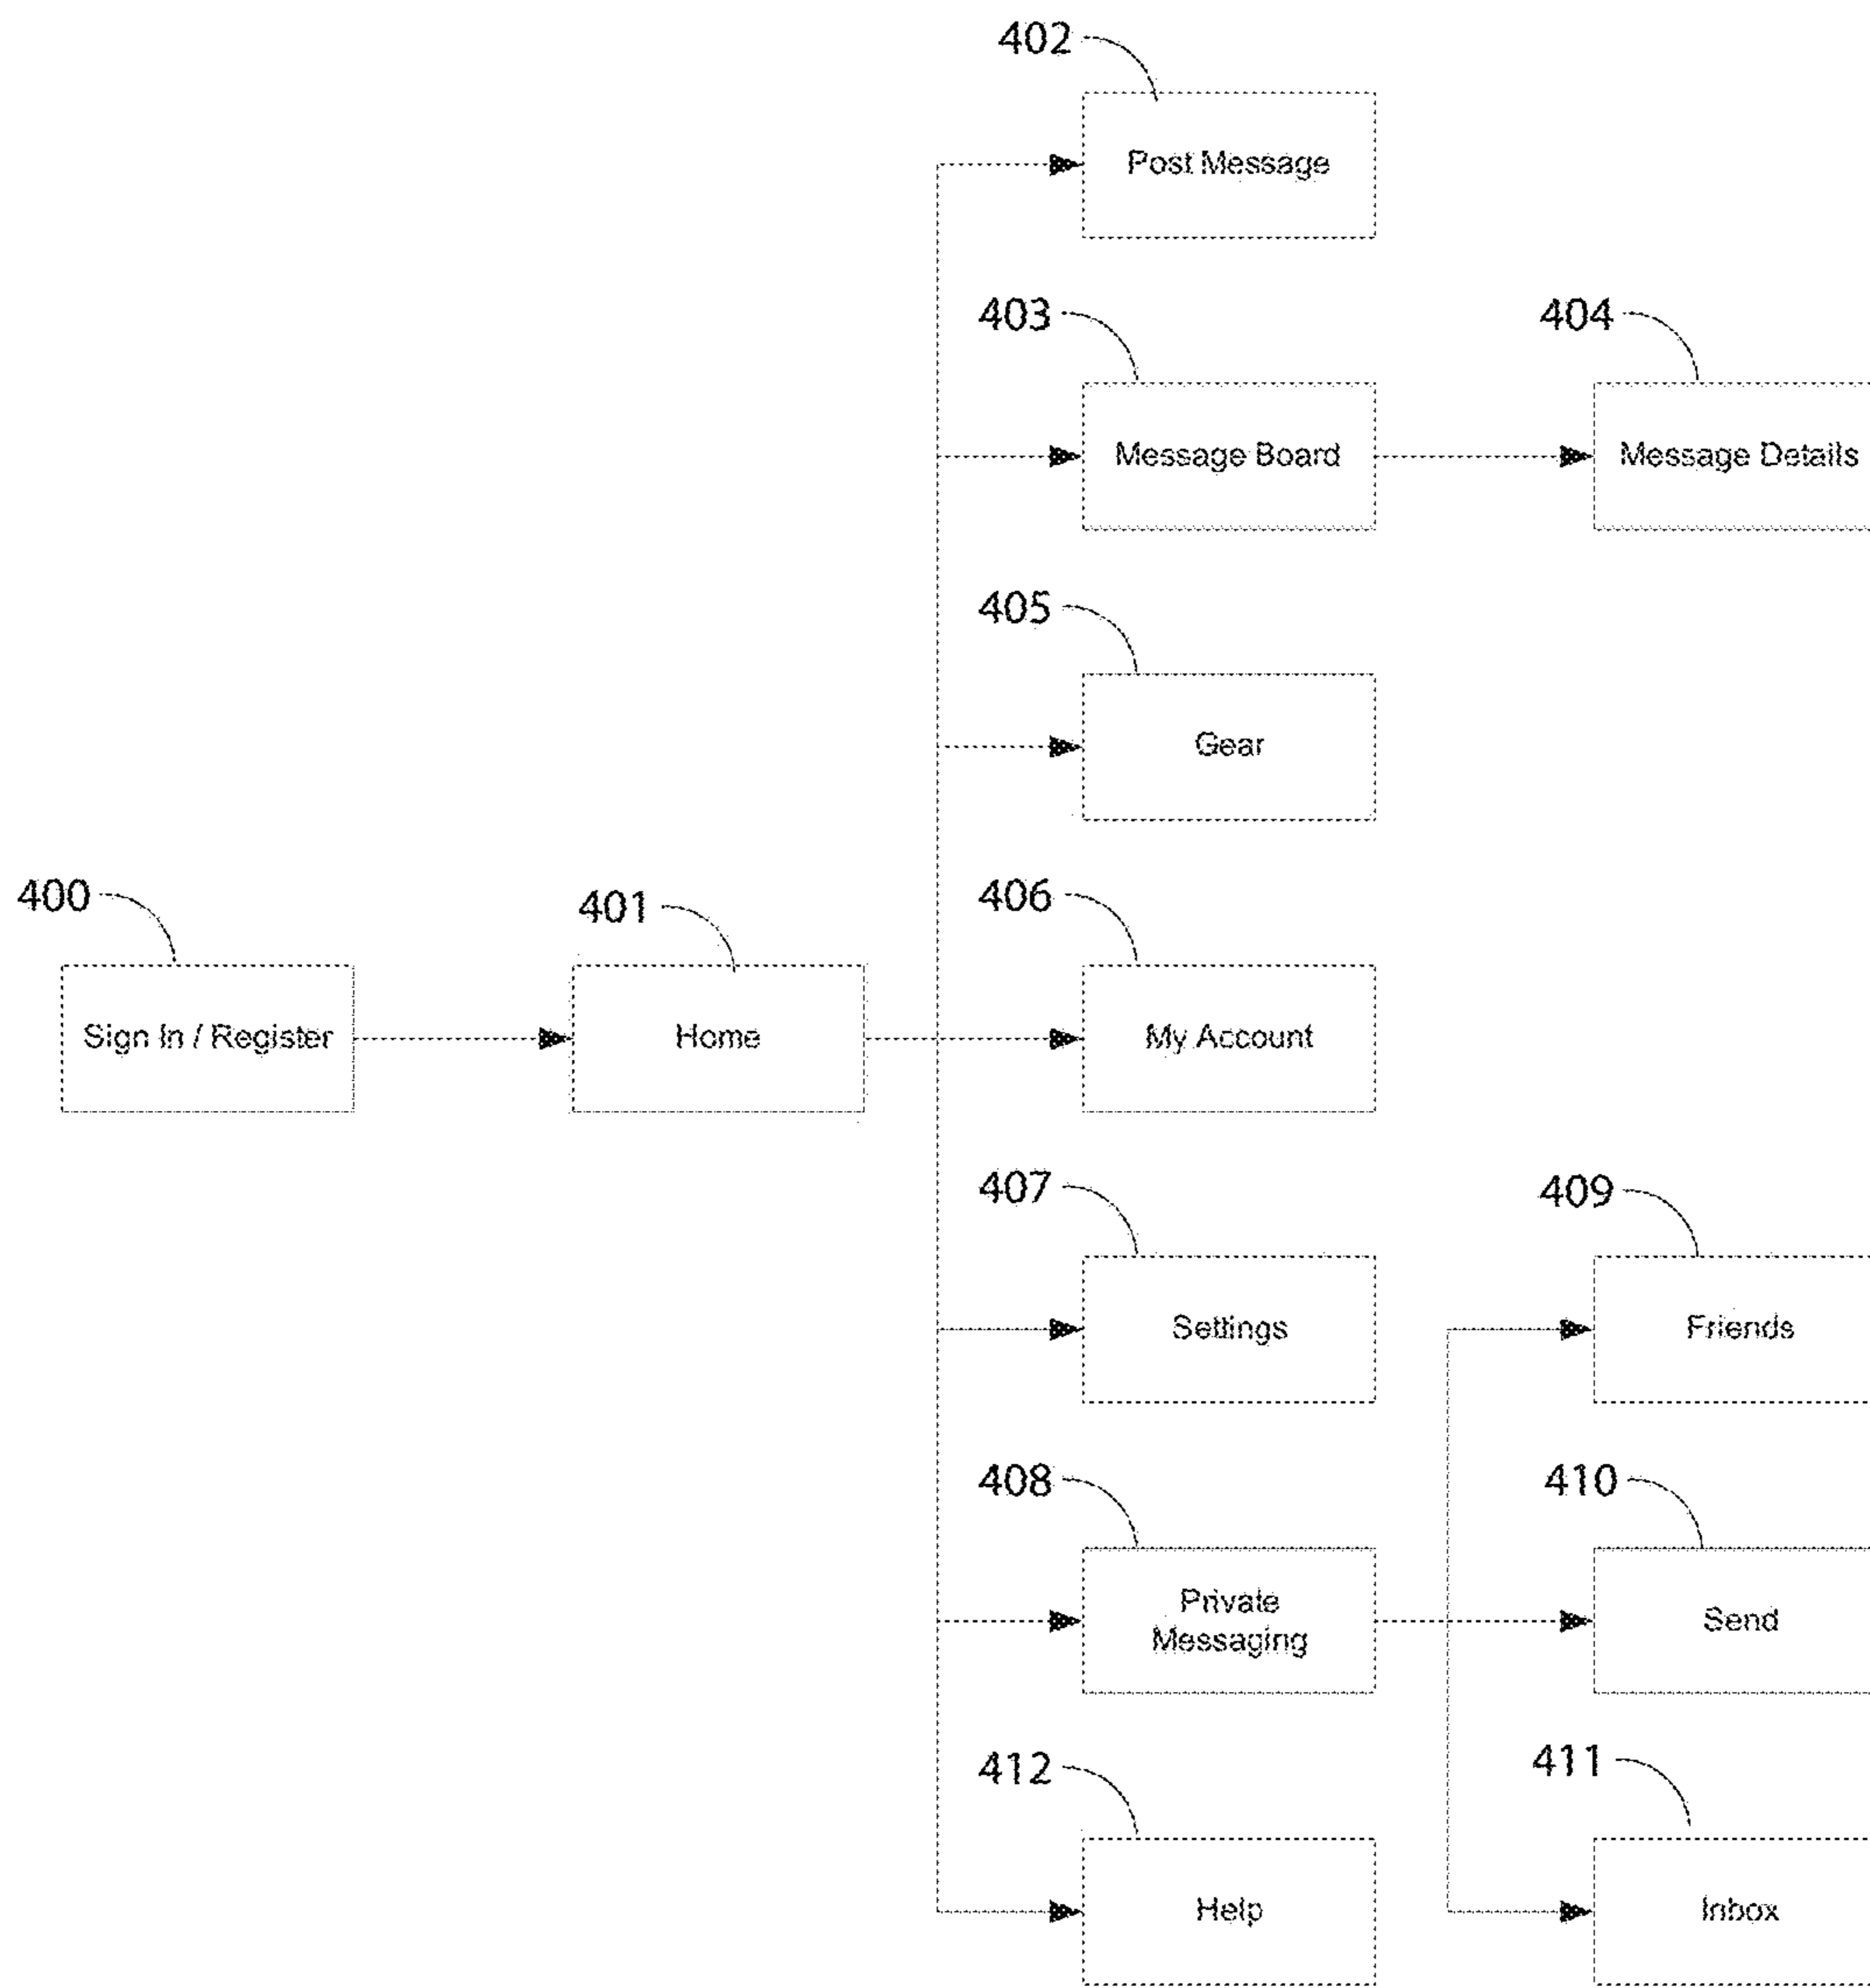 402
Post Message
403
404
Message Board
Message Details
405
Gear
400
401
406
Sign In / Register
Home
My Account
407
409
Settings
Friends
408
410
Private
Messaging
Send
412
411
Help
Inbox